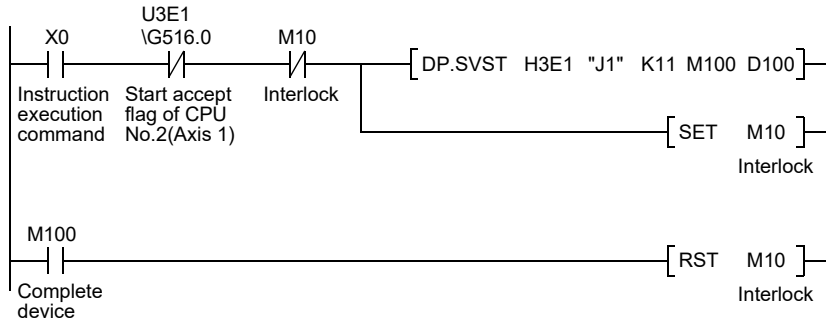 U3E1
X0 \G516.0 M10
DP.SVST H3E1 "J1" K11 M100 D100
Instruction execution command
Start accept flag of CPU No.2(Axis 1)
Interlock
SET M10
Interlock
M100
RST M10
Complete device
Interlock